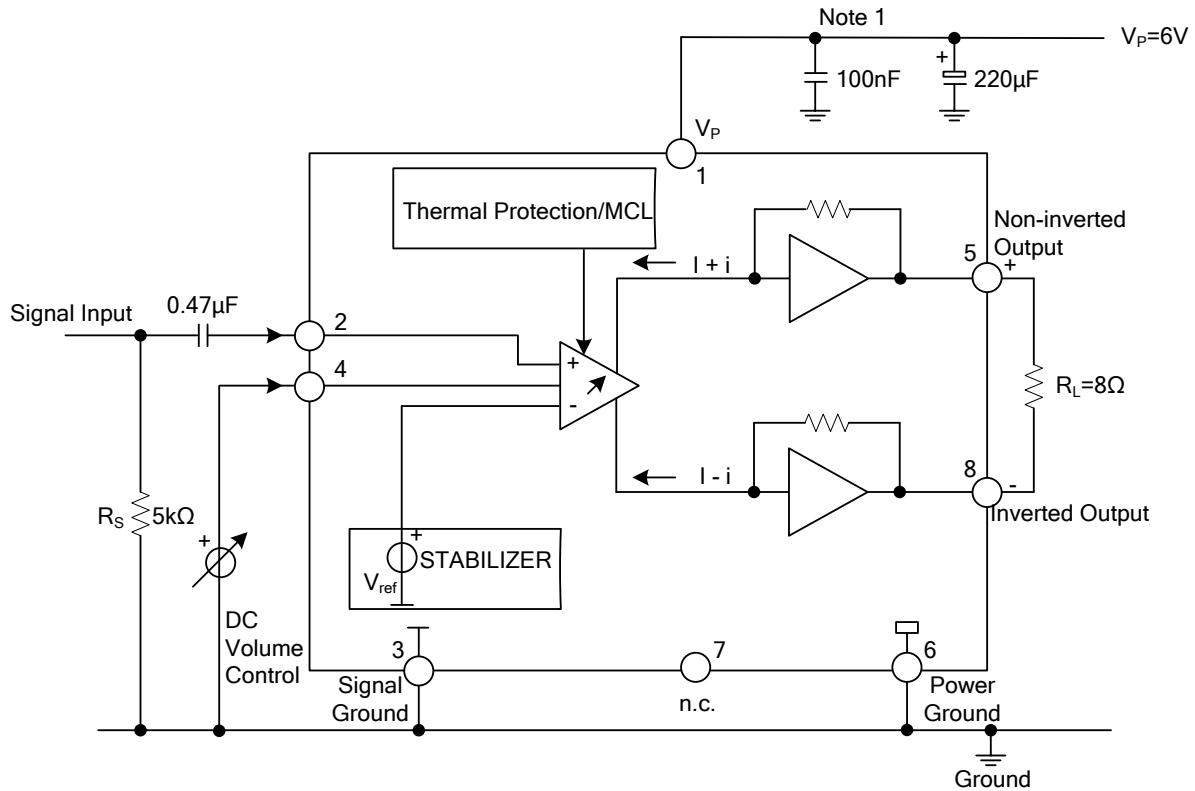 Note 1
VP=6V
100nF
+
220µF
VP
1
Thermal Protection/MCL
Non-inverted
Output
5
+
I + i
Signal Input
0.47µF
2
+
4
-
RL=8Ω
I - i
8
-
Inverted Output
RS
5kΩ
+
+
STABILIZER
Vref
DC
Volume
Control
3
Signal
Ground
7
n.c.
6
Power
Ground
Ground